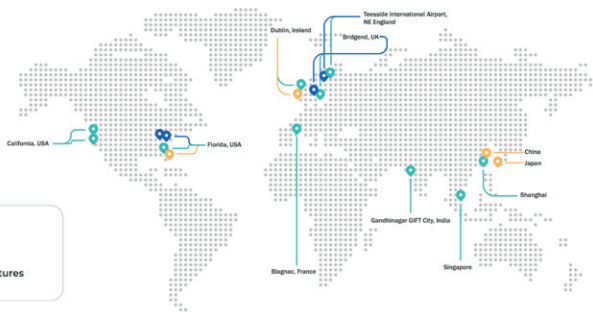 Teesside International Airport,
NE England
Dublin, Ireland
Bridgend, UK
California, USA
Florida, USA
China
Japan
Shanghai
Gandhinagar GIFT City, India
Singapore
Blagnac, France
tures